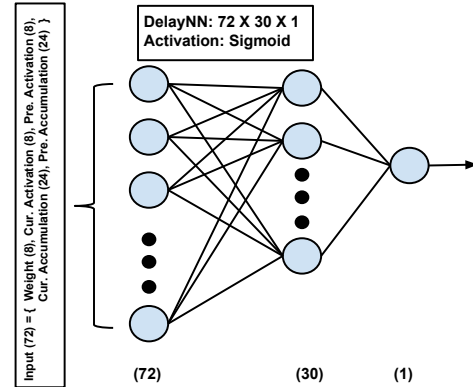 DelayNN: 72 X 30 X 1
Activation: Sigmoid
Input (72) = { Weight (8), Cur. Activation (8), Pre. Activation (8),
Cur. Accumulation (24), Pre. Accumulation (24) }
(72)
(30)
(1)